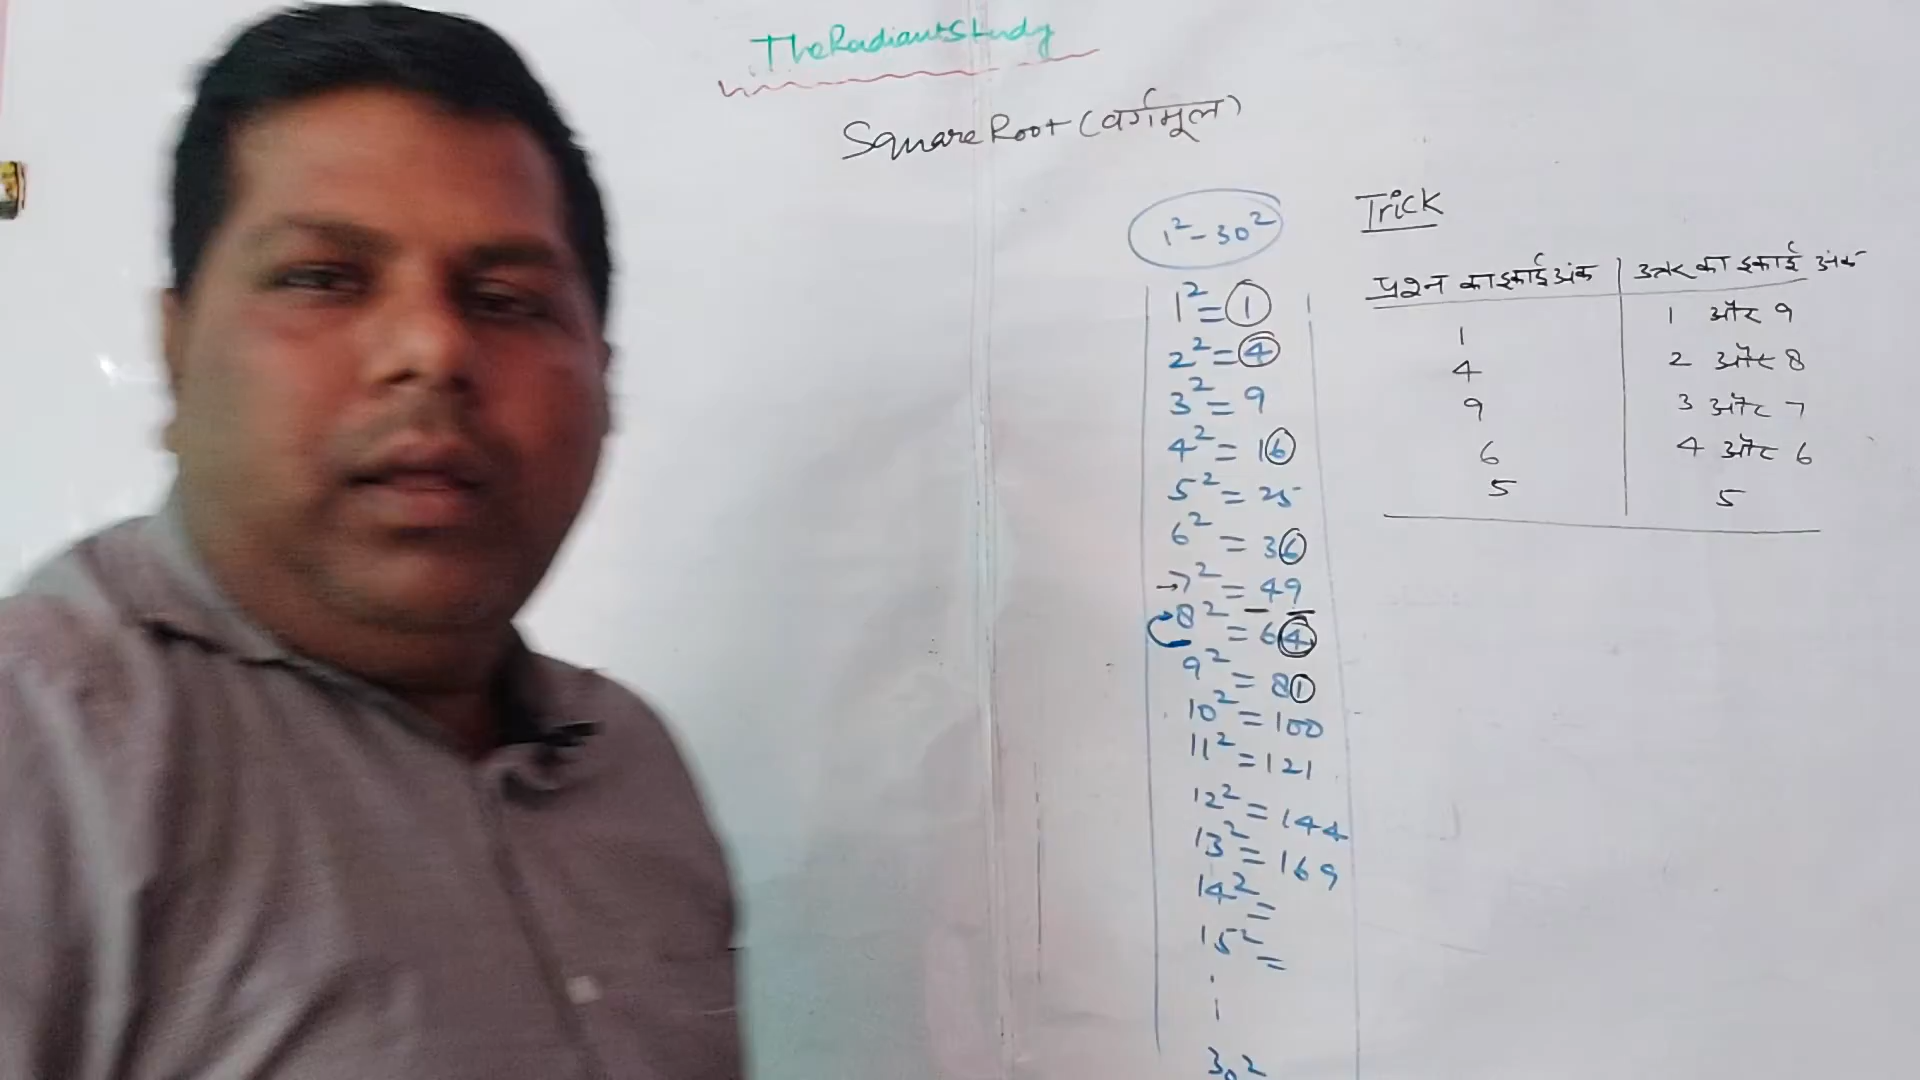 TheRadiantStudy
Square Root (वर्गमूल)
1² - 30²
1² = 1
2² = 4
3² = 9
4² = 16
5² = 25
6² = 36
→ 7² = 49
8² = 64
9² = 81
10² = 100
11² = 121
12² = 144
13² = 169
14² =
15² =
30²
Trick
प्रश्न का इकाई अंक | उत्तर का इकाई अंक
1 | 1 और 9
4 | 2 और 8
9 | 3 और 7
6 | 4 और 6
5 | 5